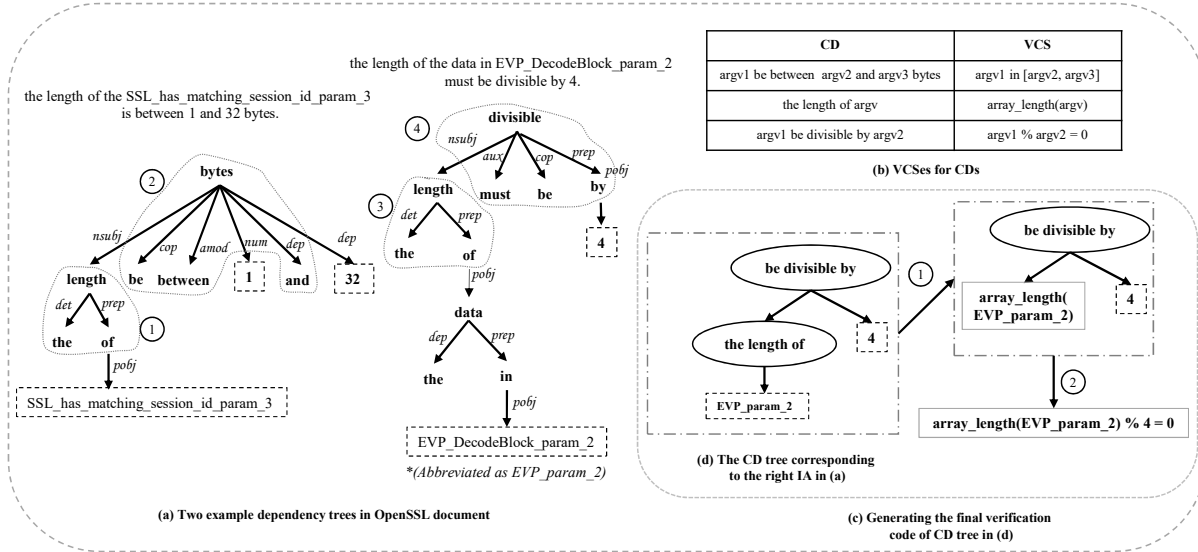 the length of the SSL_has_matching_session_id_param_3
is between 1 and 32 bytes.
2
bytes
nsubj
cop
amod
num
dep
dep
length
be
between
1
and
32
det
prep
the
of
1
pobj
SSL_has_matching_session_id_param_3
the length of the data in EVP_DecodeBlock_param_2
must be divisible by 4.
4
divisible
nsubj
aux
cop
prep
pobj
3
length
must
be
by
det
prep
the
of
4
pobj
data
dep
prep
the
in
pobj
EVP_DecodeBlock_param_2
*(Abbreviated as EVP_param_2)
(a) Two example dependency trees in OpenSSL document
CD
VCS
argv1 be between argv2 and argv3 bytes
argv1 in [argv2, argv3]
the length of argv
array_length(argv)
argv1 be divisible by argv2
argv1 % argv2 = 0
(b) VCSes for CDs
be divisible by
the length of
4
EVP_param_2
(d) The CD tree corresponding
to the right IA in (a)
1
be divisible by
array_length(
EVP_param_2)
4
2
array_length(EVP_param_2) % 4 = 0
(c) Generating the final verification
code of CD tree in (d)